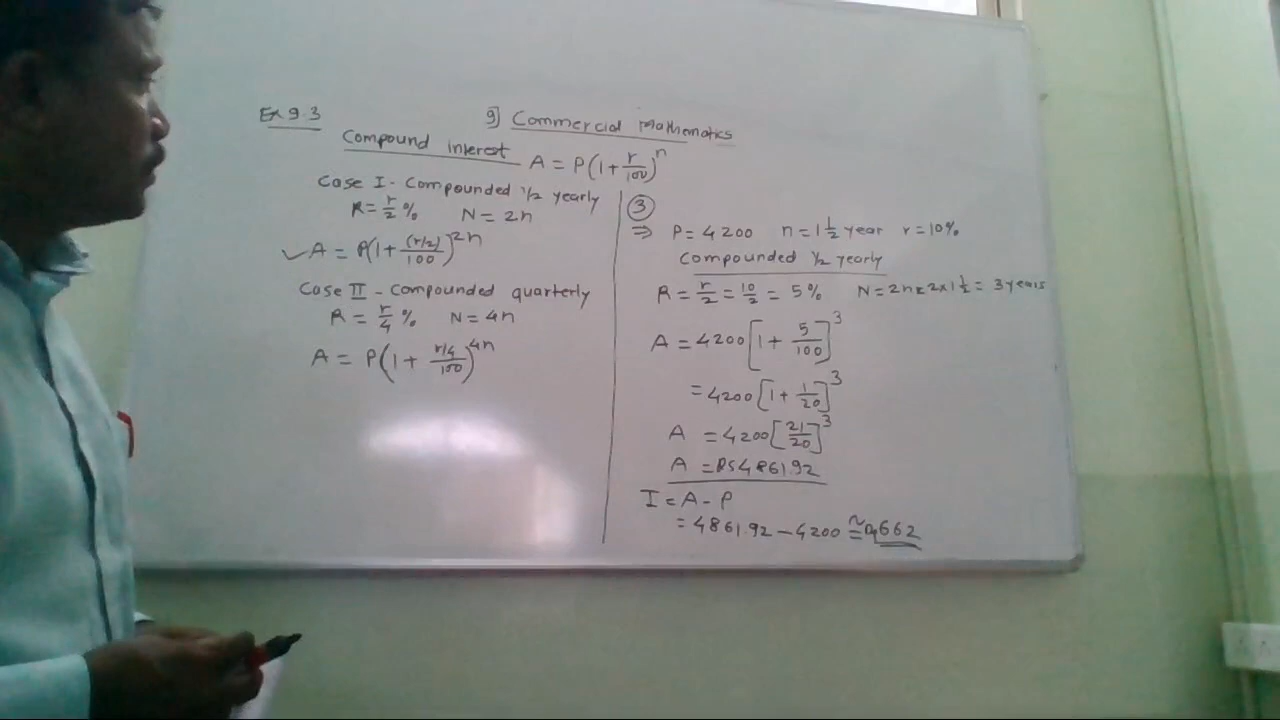 Ex 9.3
9] Commercial Mathematics
Compound interest A = P(1+r/100)^n
Case I - Compounded 1/2 yearly
R = r/2 % N = 2n
✓A = P(1+(r/2)/100)^2n
Case II - Compounded quarterly
R = r/4 % N = 4n
A = P(1+ r/4/100)^4n
③
⇒ P = 4200 n = 1 1/2 year r = 10%
Compounded 1/2 yearly
R = r/2 = 10/2 = 5% N = 2n = 2×1 1/2 = 3 years
A = 4200[1+ 5/100]^3
= 4200[1+ 1/20]^3
A = 4200[21/20]^3
A = RS 4861.92
I = A - P
= 4861.92 - 4200 ≃ 662